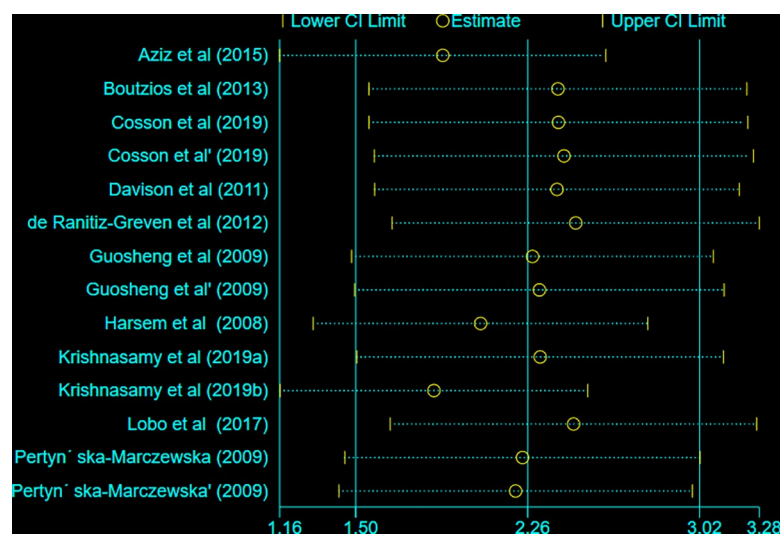 | Lower CI Limit ○Estimate | Upper CI Limit
Aziz et al (2015)
Boutzios et al (2013)
Cosson et al (2019)
Cosson et al' (2019)
Davison et al (2011)
de Ranitiz-Greven et al (2012)
Guosheng et al (2009)
Guosheng et al' (2009)
Harsem et al (2008)
Krishnasamy et al (2019a)
Krishnasamy et al (2019b)
Lobo et al (2017)
Pertyn´ ska-Marczewska (2009)
Pertyn´ ska-Marczewska' (2009)
1.16 1.50 2.26 3.02 3.28